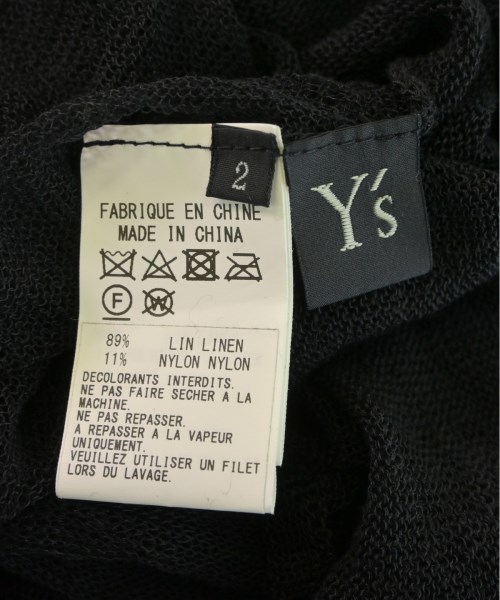 2
Y's
FABRIQUE EN CHINE
MADE IN CHINA
F
W
89% LIN LINEN
11% NYLON NYLON
DECOLORANTS INTERDITS.
NE PAS FAIRE SECHER A LA
MACHINE.
NE PAS REPASSER.
A REPASSER A LA VAPEUR
UNIQUEMENT.
VEUILLEZ UTILISER UN FILET
LORS DU LAVAGE.